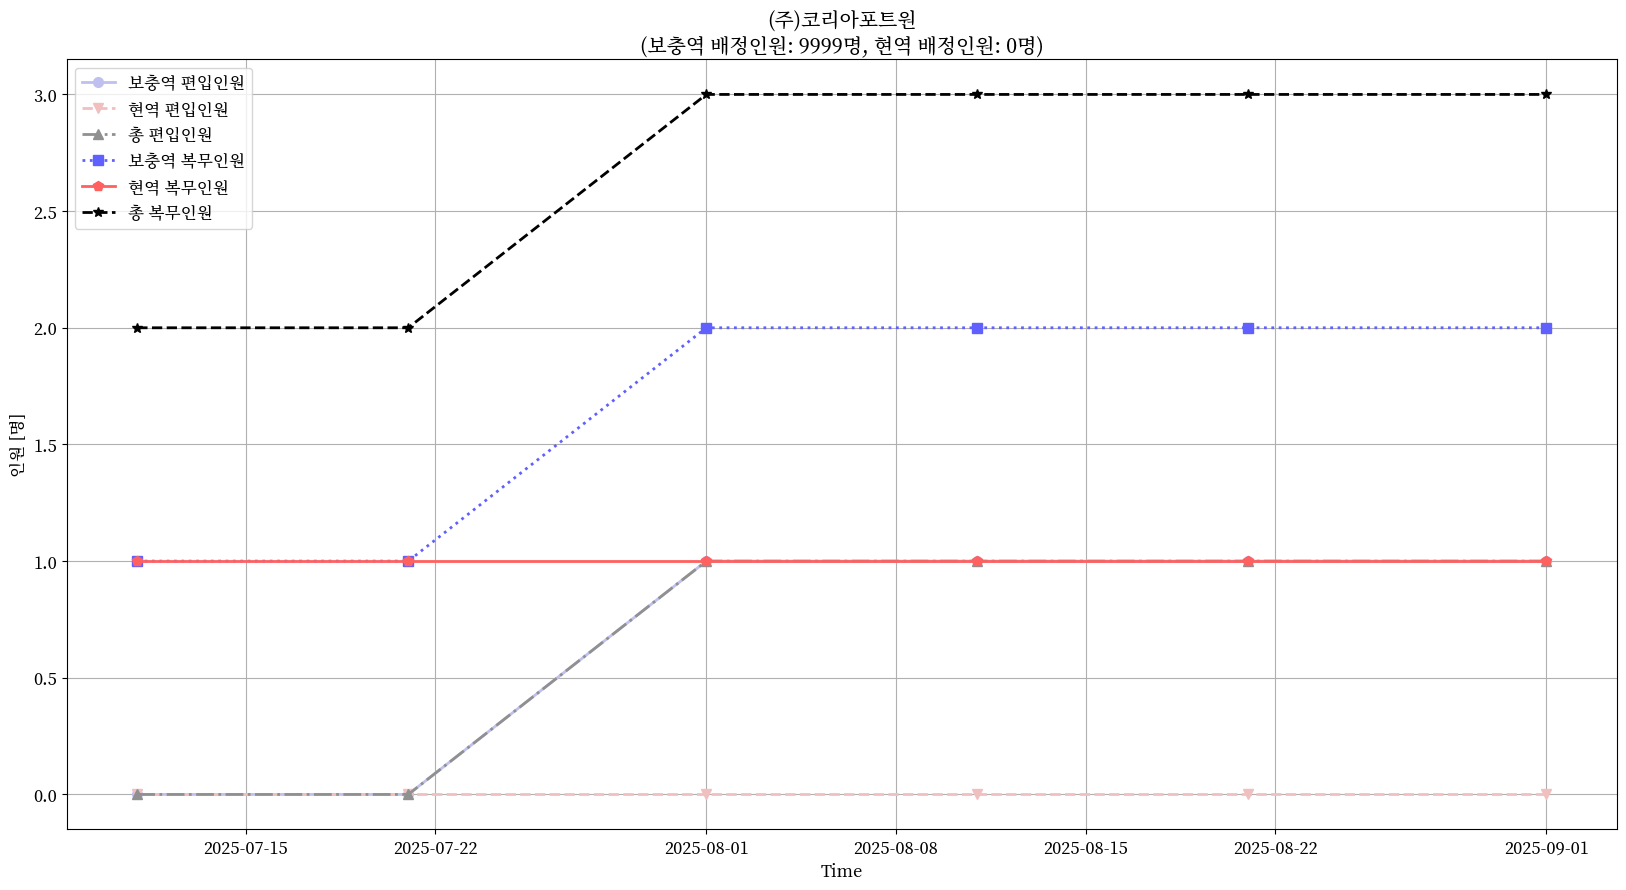 (주)코리아포트원
(보충역 배정인원: 9999명, 현역 배정인원: 0명)
보충역 편입인원
현역 편입인원
총 편입인원
보충역 복무인원
현역 복무인원
총 복무인원
3.0
2.5
2.0
1.5
1.0
0.5
0.0
인원 [명]
2025-07-15 2025-07-22 2025-08-01 2025-08-08 2025-08-15 2025-08-22 2025-09-01
Time